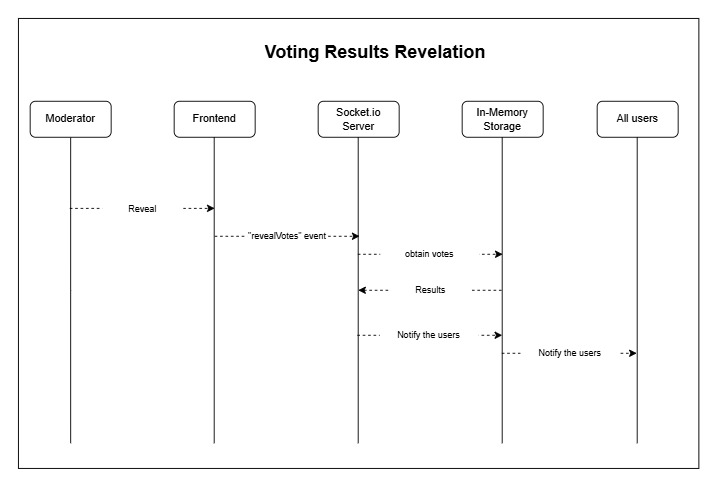 Voting Results Revelation
Moderator
Frontend
Socket.io
Server
In-Memory
Storage
All users
Reveal
"revealVotes" event
obtain votes
Results
Notify the users
Notify the users